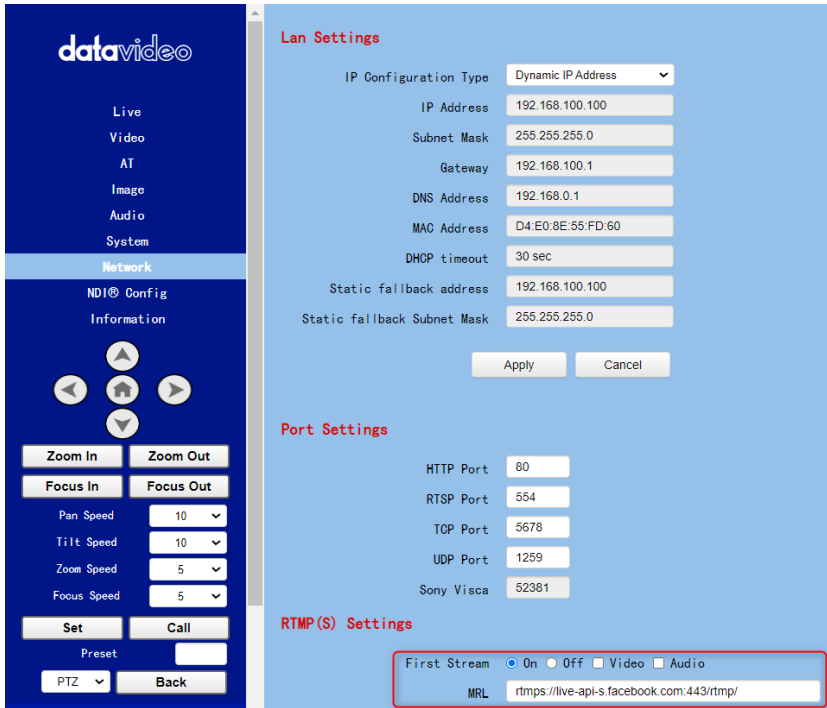 datavideo
Live
Video
AT
Image
Audio
System
Network
NDI® Config
Information
Zoom In Zoom Out
Focus In Focus Out
Pan Speed 10
Tilt Speed 10
Zoom Speed 5
Focus Speed 5
Set Call
Preset
PTZ Back
Lan Settings
IP Configuration Type Dynamic IP Address
IP Address 192.168.100.100
Subnet Mask 255.255.255.0
Gateway 192.168.100.1
DNS Address 192.168.0.1
MAC Address D4:E0:8E:55:FD:60
DHCP timeout 30 sec
Static fallback address 192.168.100.100
Static fallback Subnet Mask 255.255.255.0
Apply Cancel
Port Settings
HTTP Port 80
RTSP Port 554
TCP Port 5678
UDP Port 1259
Sony Visca 52381
RTMP(S) Settings
First Stream On Off Video Audio
MRL rtmps://live-api-s.facebook.com:443/rtmp/